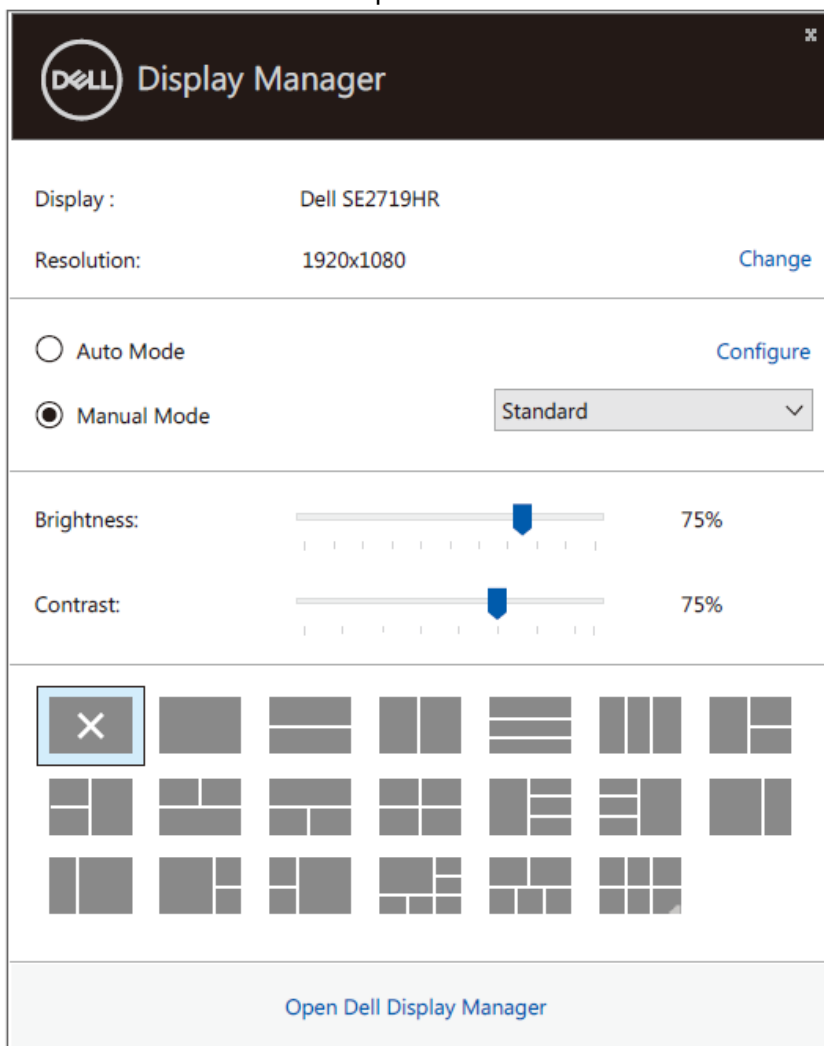 DELL Display Manager
Display : Dell SE2719HR
Resolution: 1920x1080 Change
Auto Mode Configure
Manual Mode Standard
Brightness: 75%
Contrast: 75%
Open Dell Display Manager